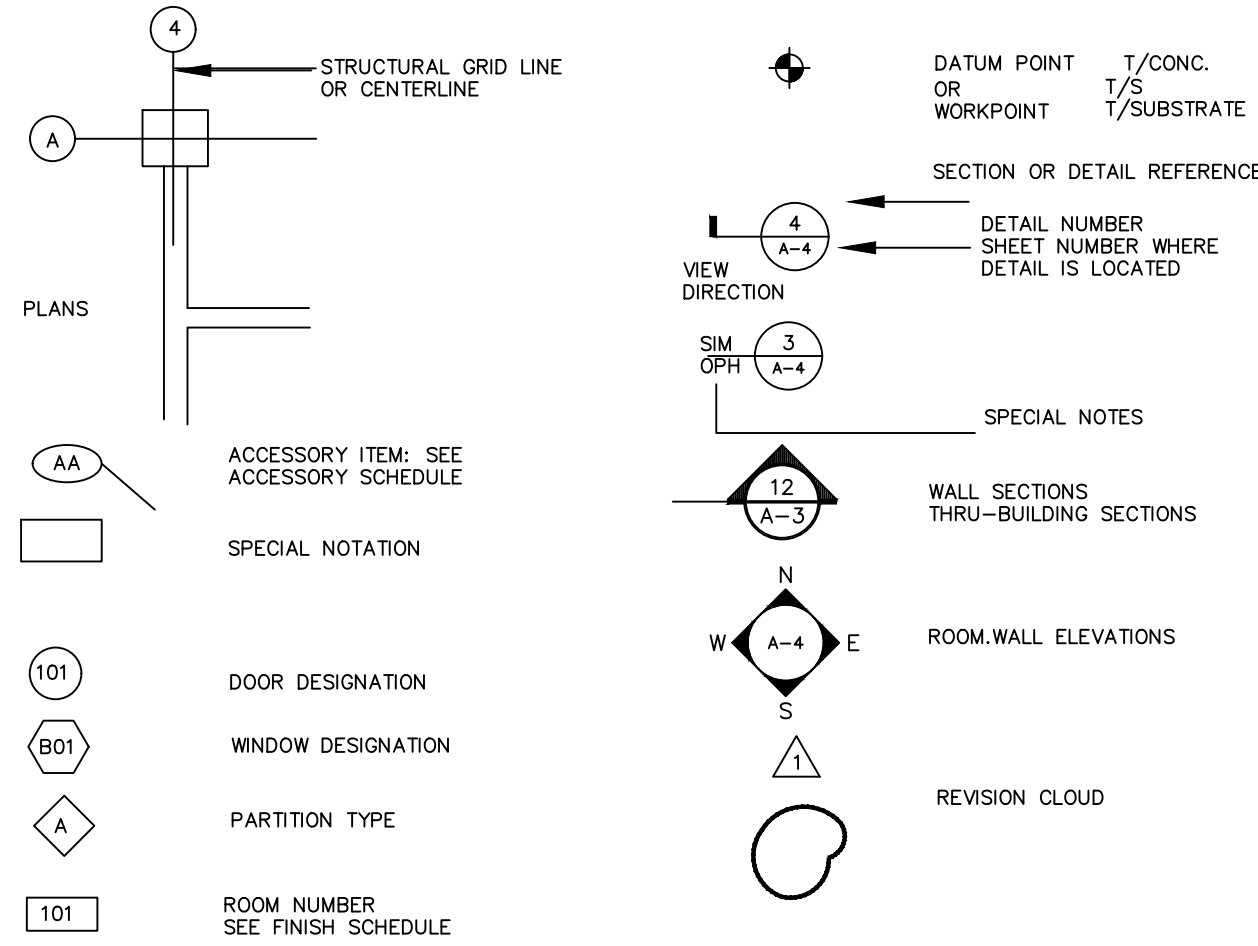 4
STRUCTURAL GRID LINE
OR CENTERLINE
A
PLANS
AA
ACCESSORY ITEM: SEE
ACCESSORY SCHEDULE
SPECIAL NOTATION
101
DOOR DESIGNATION
B01
WINDOW DESIGNATION
A
PARTITION TYPE
101
ROOM NUMBER
SEE FINISH SCHEDULE
DATUM POINT T/CONC.
OR T/S
WORKPOINT T/SUBSTRATE
SECTION OR DETAIL REFERENCE
4
A-4
DETAIL NUMBER
SHEET NUMBER WHERE
DETAIL IS LOCATED
VIEW
DIRECTION
SIM
OPH
3
A-4
SPECIAL NOTES
12
A-3
WALL SECTIONS
THRU-BUILDING SECTIONS
N
W A-4 E
S
ROOM.WALL ELEVATIONS
1
REVISION CLOUD